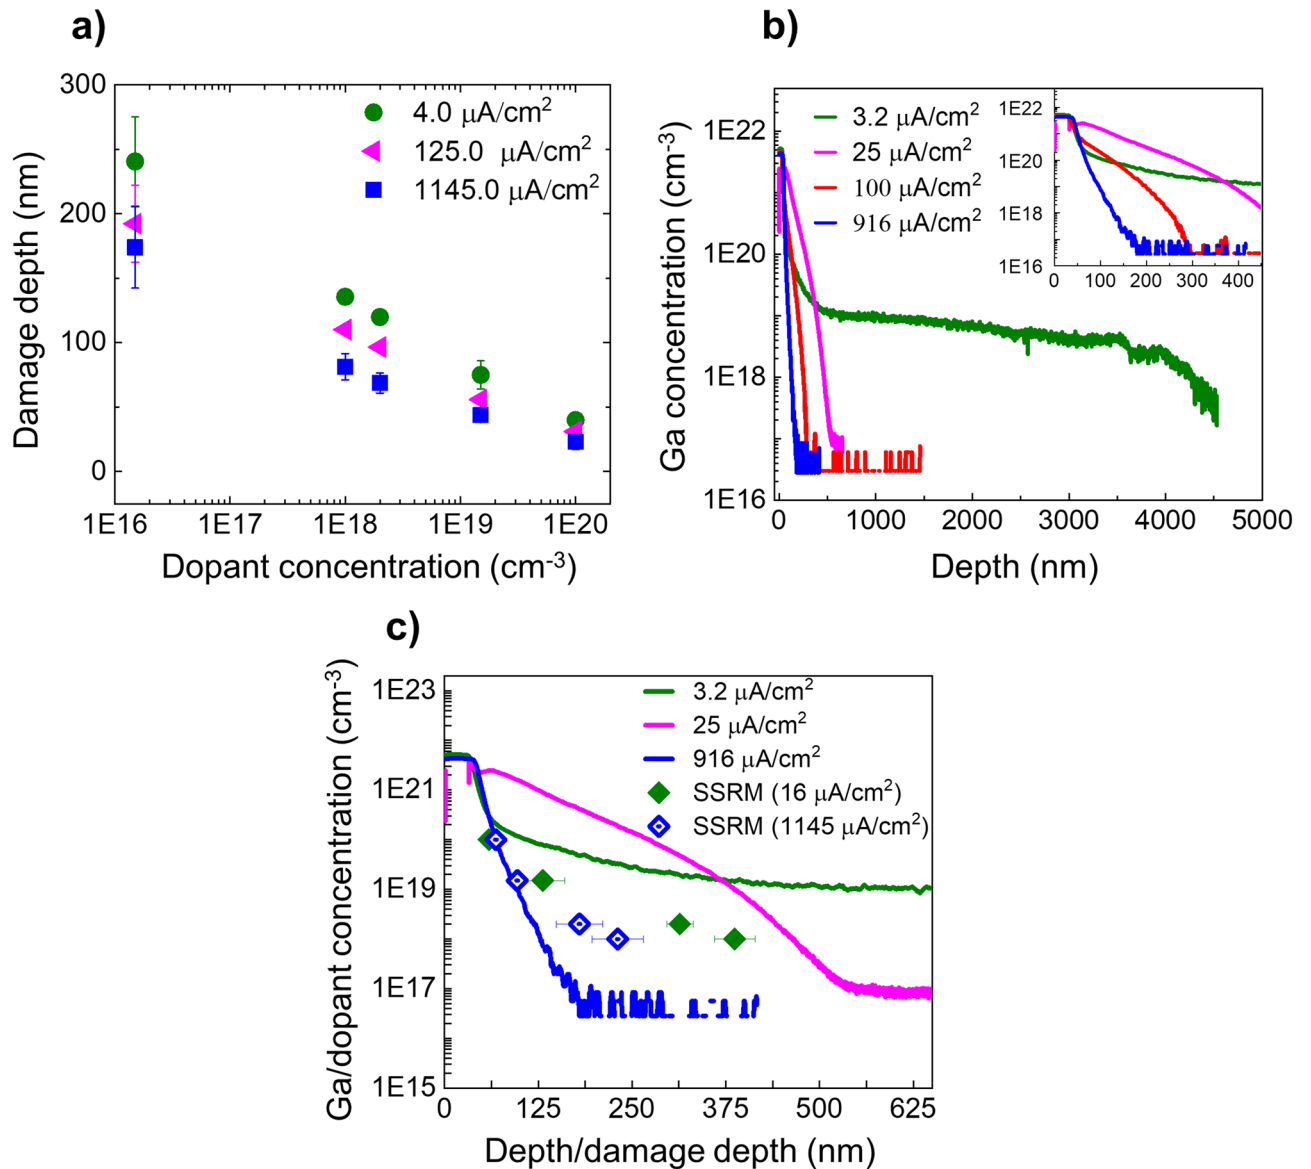 a)
300
200
100
0
Damage depth (nm)
4.0 μA/cm²
125.0 μA/cm²
1145.0 μA/cm²
1E16 1E17 1E18 1E19 1E20
Dopant concentration (cm⁻³)
b)
1E22
1E20
1E18
1E16
Ga concentration (cm⁻³)
3.2 μA/cm²
25 μA/cm²
100 μA/cm²
916 μA/cm²
1E22
1E20
1E18
1E16
0 100 200 300 400
0 1000 2000 3000 4000 5000
Depth (nm)
c)
1E23
1E21
1E19
1E17
1E15
Ga/dopant concentration (cm⁻³)
3.2 μA/cm²
25 μA/cm²
916 μA/cm²
SSRM (16 μA/cm²)
SSRM (1145 μA/cm²)
0 125 250 375 500 625
Depth/damage depth (nm)